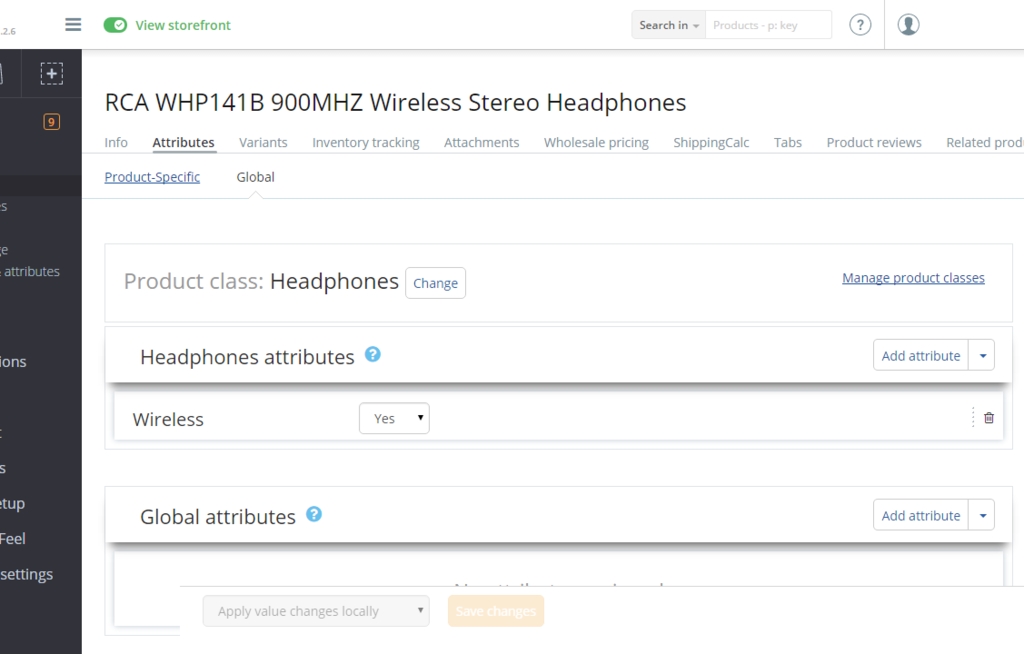 .2.6
View storefront
Search in
Products - p: key
?
9
RCA WHP141B 900MHZ Wireless Stereo Headphones
Info Attributes Variants Inventory tracking Attachments Wholesale pricing ShippingCalc Tabs Product reviews Related prod
Product-Specific Global
es
ge
& attributes
ions
t
s
etup
Feel
settings
Product class: Headphones Change
Manage product classes
Headphones attributes ?
Add attribute
Wireless
Yes
Global attributes ?
Add attribute
Apply value changes locally
Save changes